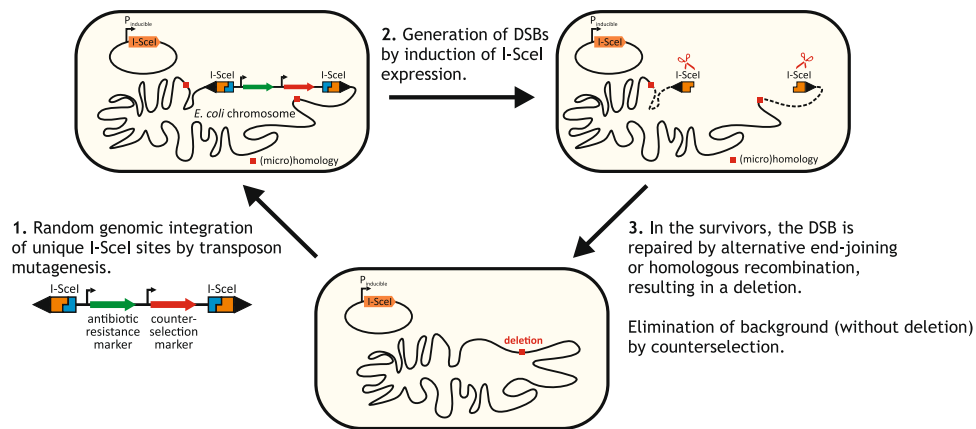 P inducible
I-SceI
I-SceI
I-SceI
E. coli chromosome
(micro)homology
2. Generation of DSBs
by induction of I-SceI
expression.
P inducible
I-SceI
I-SceI
I-SceI
(micro)homology
1. Random genomic integration
of unique I-SceI sites by transposon
mutagenesis.
I-SceI
I-SceI
antibiotic
resistance
marker
counter-
selection
marker
3. In the survivors, the DSB is
repaired by alternative end-joining
or homologous recombination,
resulting in a deletion.
Elimination of background (without deletion)
by counterselection.
P inducible
I-SceI
deletion